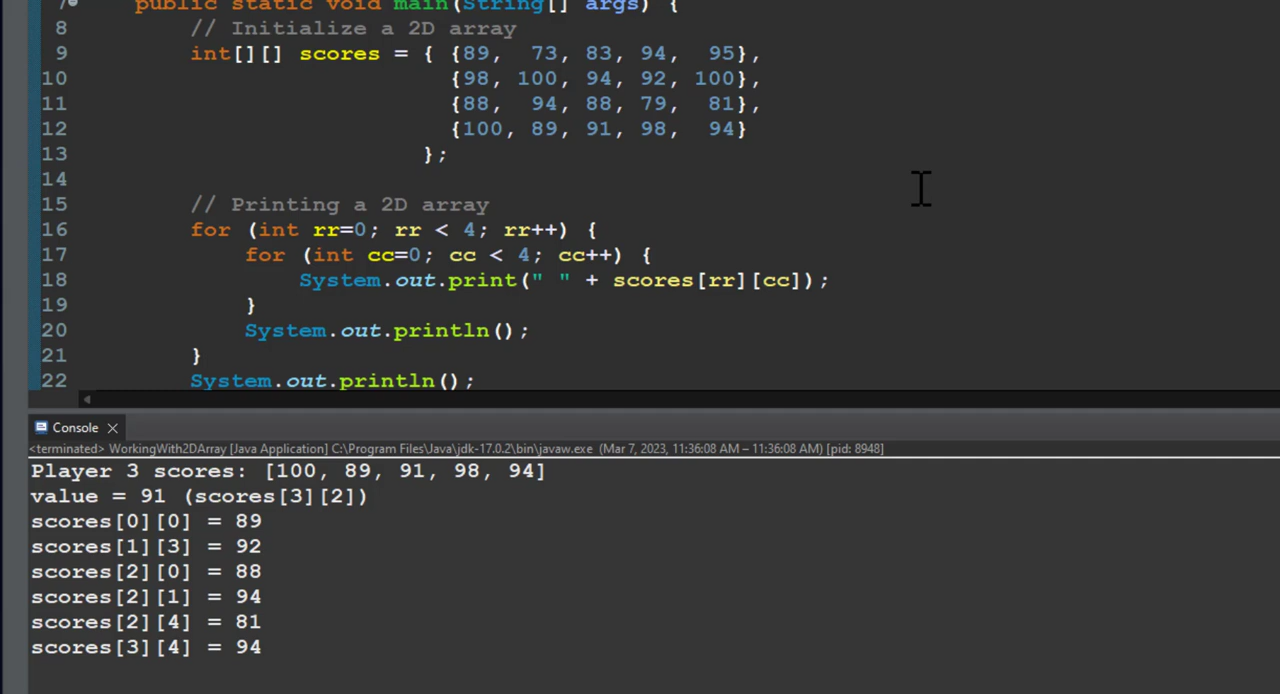 7 public static void main(String[] args) {
8 // Initialize a 2D array
9 int[][] scores = { {89, 73, 83, 94, 95},
10 {98, 100, 94, 92, 100},
11 {88, 94, 88, 79, 81},
12 {100, 89, 91, 98, 94}
13 };
14
15 // Printing a 2D array
16 for (int rr=0; rr < 4; rr++) {
17 for (int cc=0; cc < 4; cc++) {
18 System.out.print(" " + scores[rr][cc]);
19 }
20 System.out.println();
21 }
22 System.out.println();
Console
<terminated> WorkingWith2DArray [Java Application] C:\Program Files\Java\jdk-17.0.2\bin\javaw.exe (Mar 7, 2023, 11:36:08 AM – 11:36:08 AM) [pid: 8948]
Player 3 scores: [100, 89, 91, 98, 94]
value = 91 (scores[3][2])
scores[0][0] = 89
scores[1][3] = 92
scores[2][0] = 88
scores[2][1] = 94
scores[2][4] = 81
scores[3][4] = 94